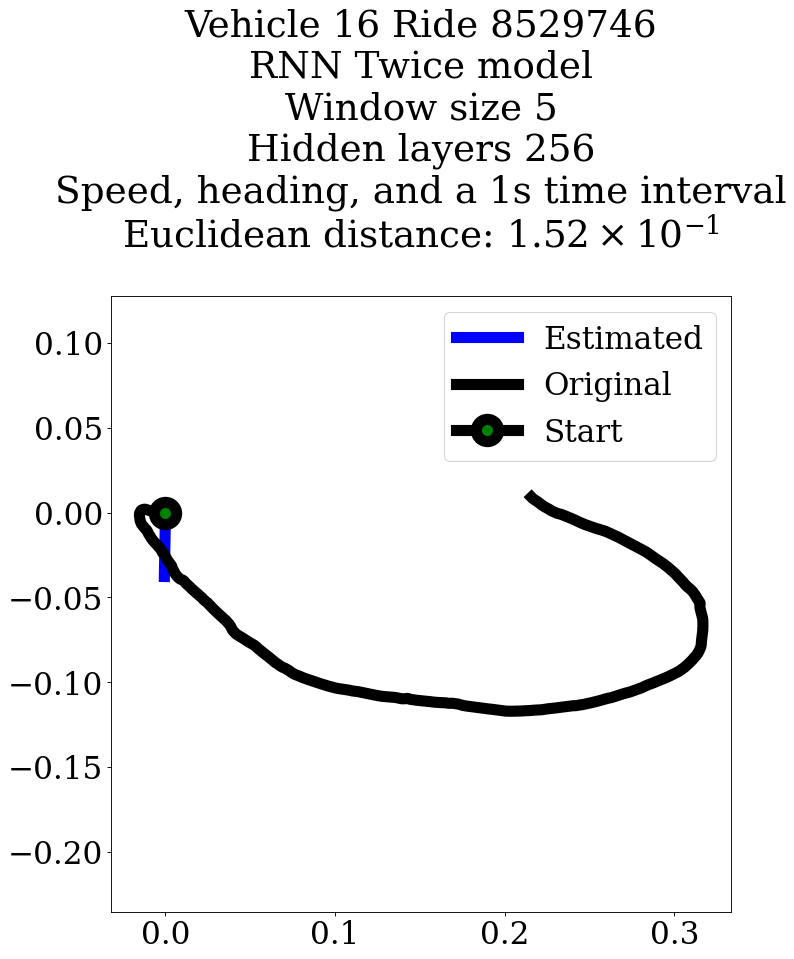 Vehicle 16 Ride 8529746
RNN Twice model
Window size 5
Hidden layers 256
Speed, heading, and a 1s time interval
Euclidean distance: 1.52 × 10⁻¹
Estimated
Original
Start
0.10
0.05
0.00
−0.05
−0.10
−0.15
−0.20
0.0 0.1 0.2 0.3